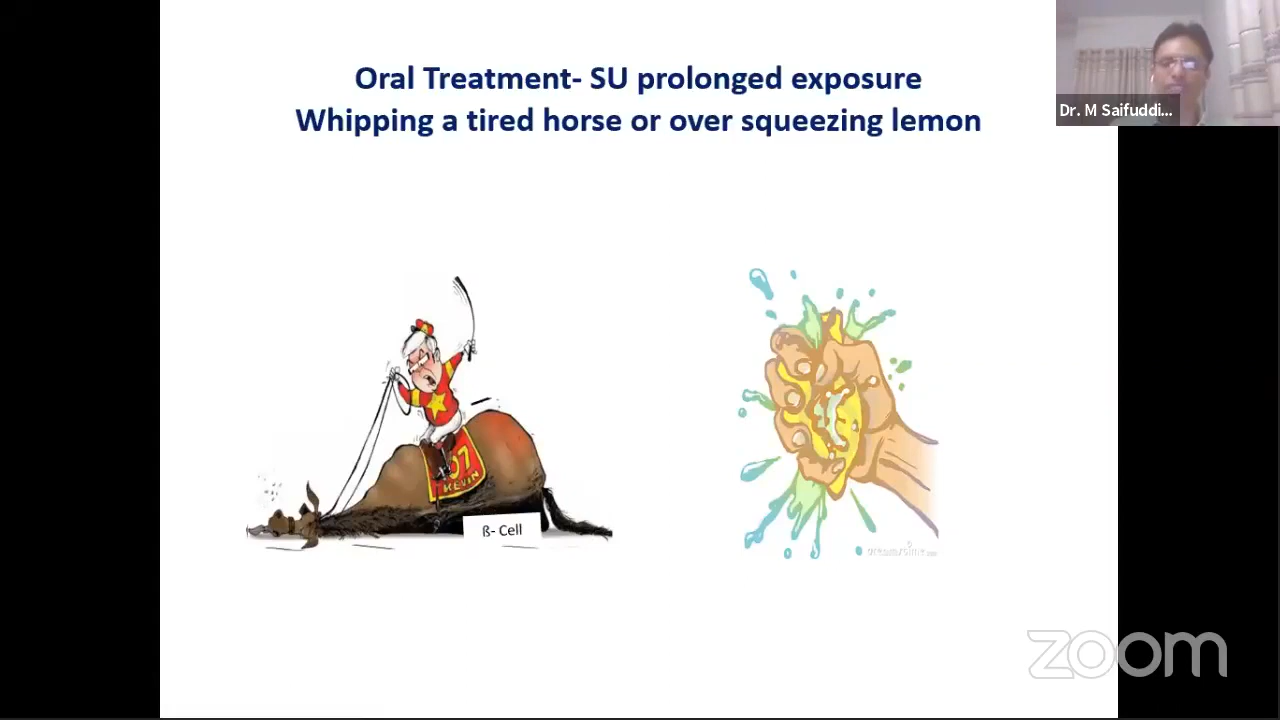 Oral Treatment- SU prolonged exposure
Whipping a tired horse or over squeezing lemon
Dr. M Saifuddi...
07
KEVIN
ß- Cell
dreamstime
zoom